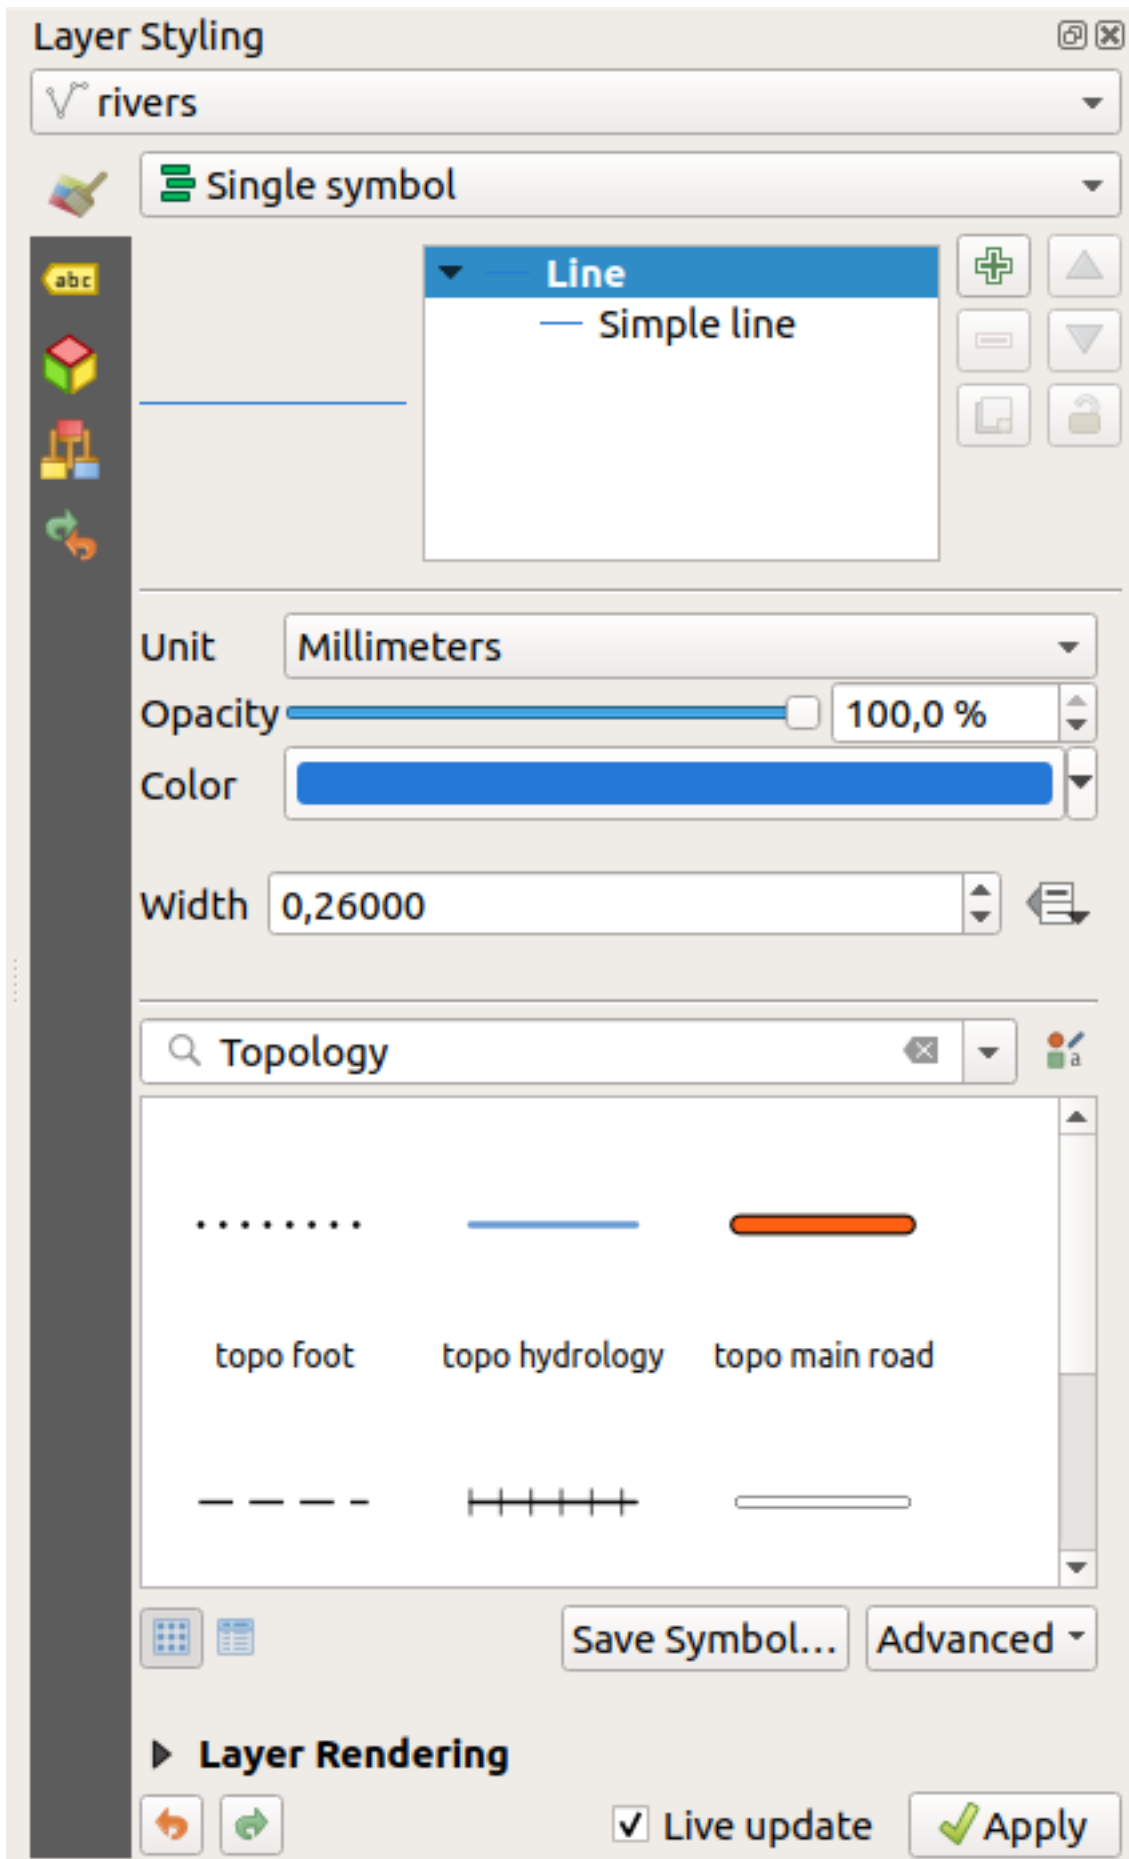 Layer Styling
rivers
Single symbol
abc
Line
Simple line
Unit Millimeters
Opacity 100,0 %
Color
Width 0,26000
Topology
a
topo foot topo hydrology topo main road
Save Symbol... Advanced
Layer Rendering
Live update Apply